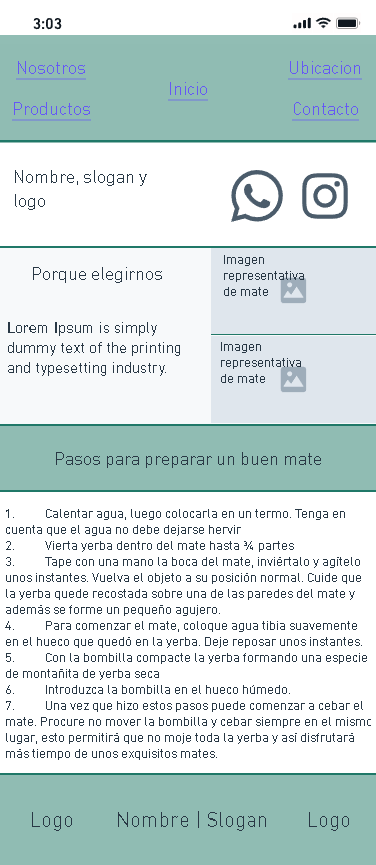 3:03
Nosotros
Ubicacion
Inicio
Productos
Contacto
Nombre, slogan y
logo
Porque elegirnos
Lorem Ipsum is simply
dummy text of the printing
and typesetting industry.
Imagen
representativa
de mate
Imagen
representativa
de mate
Pasos para preparar un buen mate
1. Calentar agua, luego colocarla en un termo. Tenga en
cuenta que el agua no debe dejarse hervir
2. Vierta yerba dentro del mate hasta ¾ partes
3. Tape con una mano la boca del mate, inviértalo y agítelo
unos instantes. Vuelva el objeto a su posición normal. Cuide que
la yerba quede recostada sobre una de las paredes del mate y
además se forme un pequeño agujero.
4. Para comenzar el mate, coloque agua tibia suavemente
en el hueco que quedó en la yerba. Deje reposar unos instantes.
5. Con la bombilla compacte la yerba formando una especie
de montañita de yerba seca
6. Introduzca la bombilla en el hueco húmedo.
7. Una vez que hizo estos pasos puede comenzar a cebar el
mate. Procure no mover la bombilla y cebar siempre en el mismo
lugar, esto permitirá que no moje toda la yerba y así disfrutará
más tiempo de unos exquisitos mates.
Logo
Nombre | Slogan
Logo